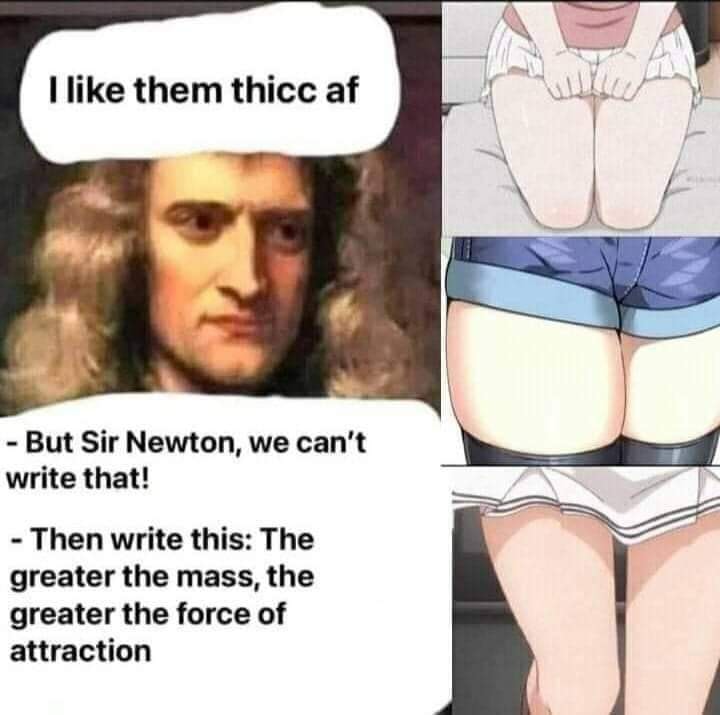 I like them thicc af
- But Sir Newton, we can't
write that!
- Then write this: The
greater the mass, the
greater the force of
attraction